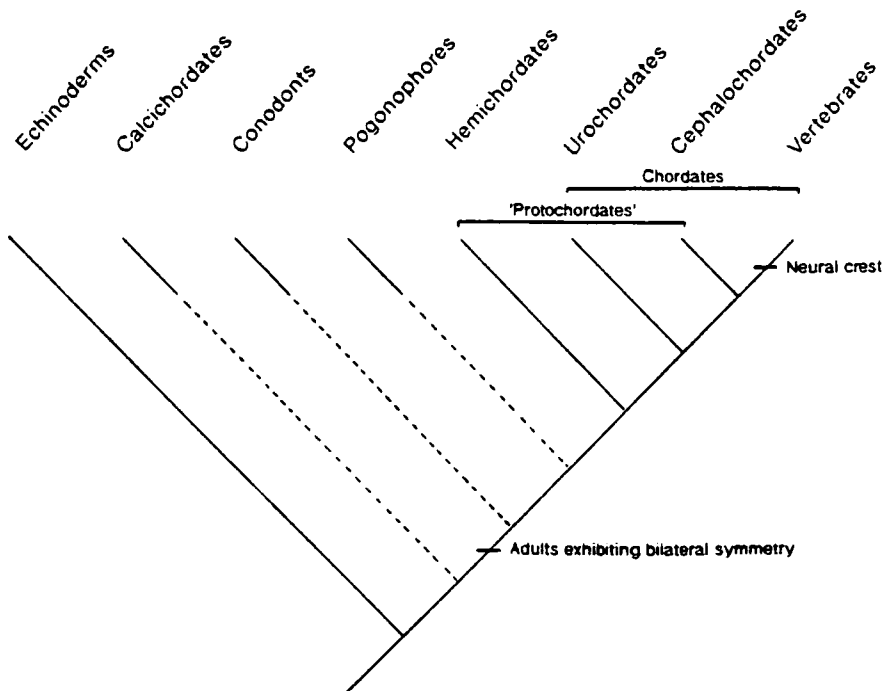 Echinoderms
Calcichordates
Conodonts
Pogonophores
Hemichordates
Urochordates
Cephalochordates
Vertebrates
Chordates
'Protochordates'
Neural crest
Adults exhibiting bilateral symmetry